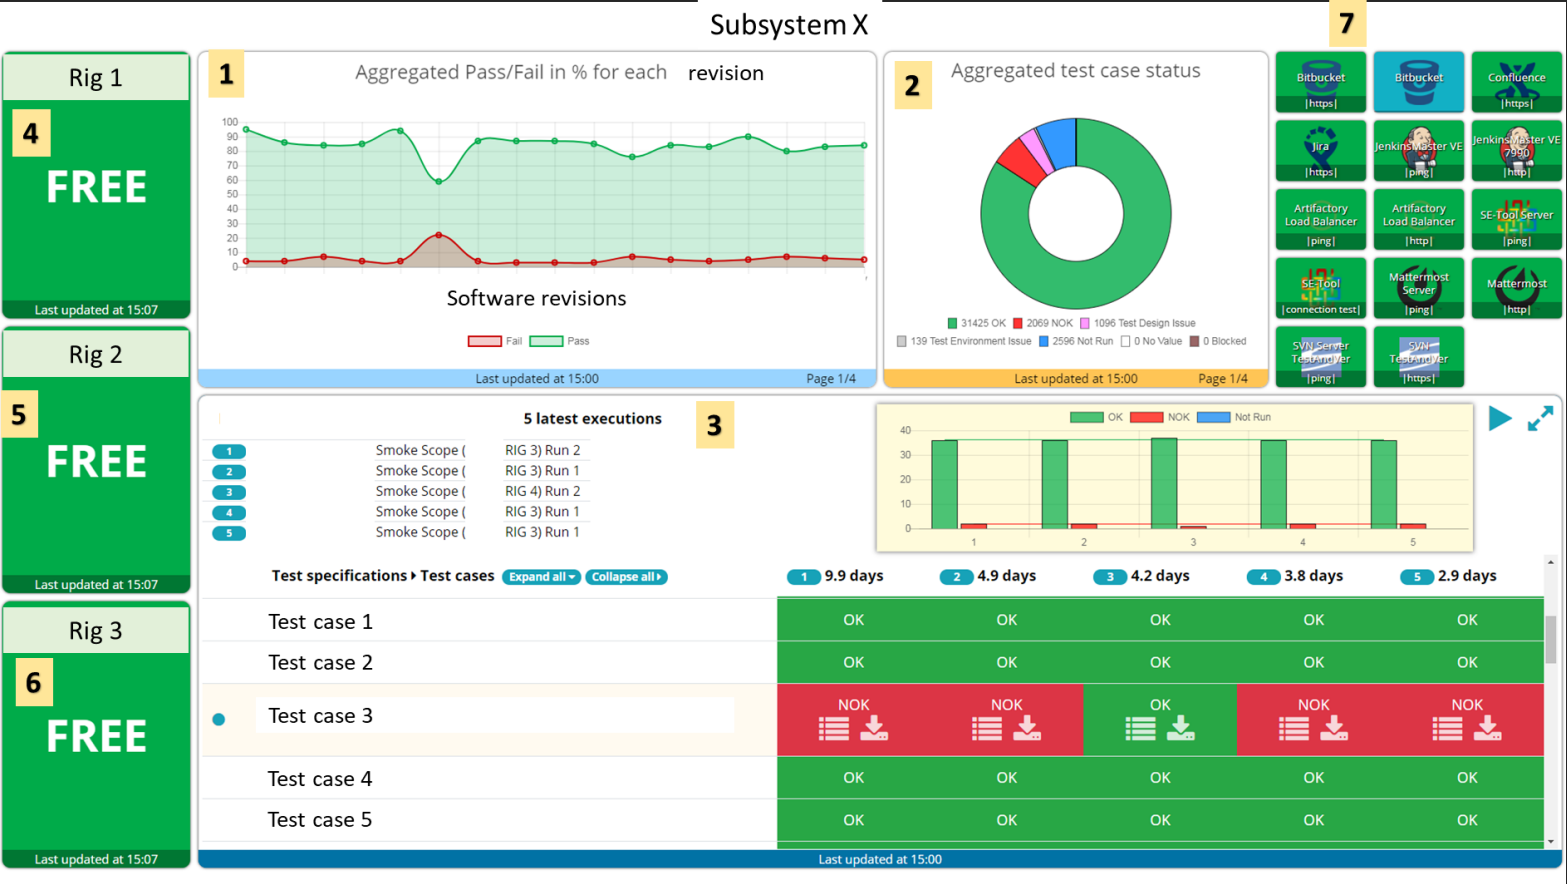 Subsystem X
7
Rig 1
4
FREE
Last updated at 15:07
Rig 2
5
FREE
Last updated at 15:07
Rig 3
6
FREE
Last updated at 15:07
1
Aggregated Pass/Fail in % for each revision
100
90
80
70
60
50
40
30
20
10
0
Software revisions
Fail Pass
Last updated at 15:00 Page 1/4
2
Aggregated test case status
31425 OK 2069 NOK 1096 Test Design Issue
139 Test Environment Issue 2596 Not Run 0 No Value 0 Blocked
Last updated at 15:00 Page 1/4
Bitbucket
|https|
Bitbucket
Confluence
|https|
Jira
|https|
JenkinsMaster VE
|ping|
JenkinsMaster VE
7990
|http|
Artifactory
Load Balancer
|ping|
Artifactory
Load Balancer
|http|
SE-Tool Server
|ping|
SE-Tool
|connection test|
Mattermost
Server
|ping|
Mattermost
|http|
SVN Server
TestAndVer
|ping|
SVN
TestAndVer
|https|
5 latest executions
3
1 Smoke Scope ( RIG 3) Run 2
2 Smoke Scope ( RIG 3) Run 1
3 Smoke Scope ( RIG 4) Run 2
4 Smoke Scope ( RIG 3) Run 1
5 Smoke Scope ( RIG 3) Run 1
OK NOK Not Run
40
30
20
10
0
1 2 3 4 5
Test specifications Test cases Expand all Collapse all 1 9.9 days 2 4.9 days 3 4.2 days 4 3.8 days 5 2.9 days
Test case 1 OK OK OK OK OK
Test case 2 OK OK OK OK OK
Test case 3 NOK NOK OK NOK NOK
Test case 4 OK OK OK OK OK
Test case 5 OK OK OK OK OK
Last updated at 15:00